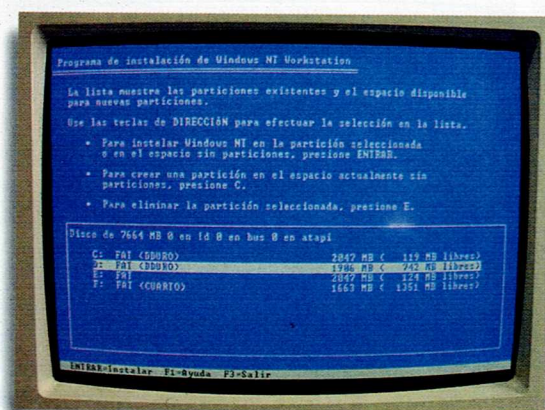 Programa de instalación de Windows NT Workstation
La lista muestra las particiones existentes y el espacio disponible
para nuevas particiones.
Use las teclas de DIRECCIÓN para efectuar la selección en la lista.
• Para instalar Windows NT en la partición seleccionada
o en el espacio sin particiones, presione ENTRAR.
• Para crear una partición en el espacio actualmente sin
particiones, presione C.
• Para eliminar la partición seleccionada, presione E.
Disco de 7664 MB 0 en id 0 en bus 0 en atapi
C: FAT (DDURO) 2047 MB ( 119 MB libres)
D: FAT (DDURO) 1906 MB ( 742 MB libres)
E: FAT 2047 MB ( 124 MB libres)
F: FAT (CUARTO) 1663 MB ( 1351 MB libres)
ENTRAR=Instalar F1=Ayuda F3=Salir